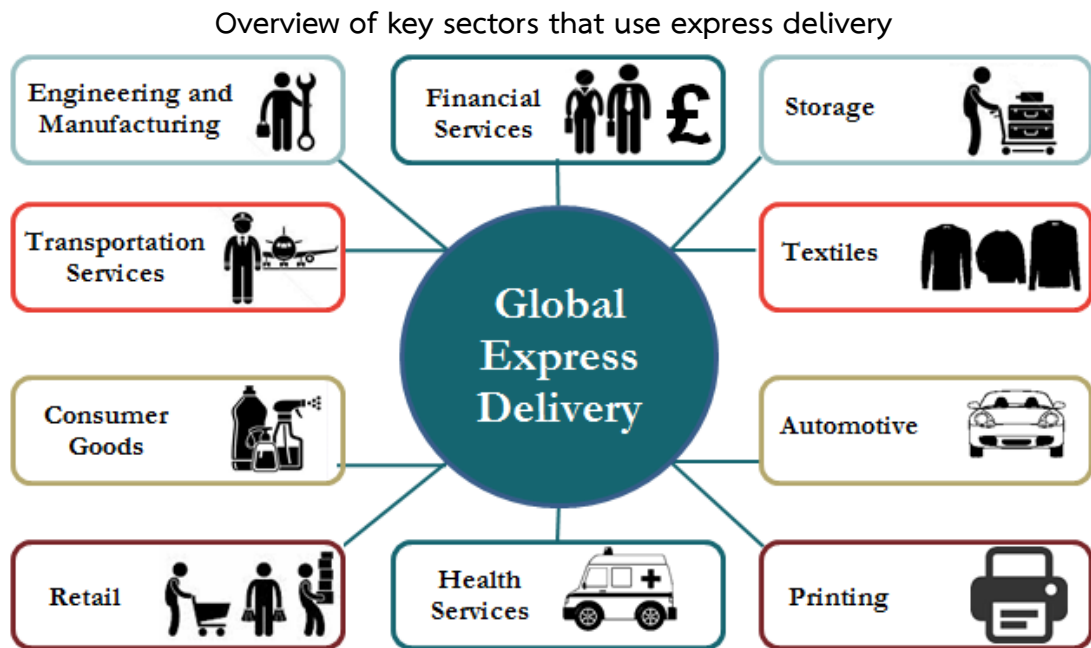 Overview of key sectors that use express delivery
Engineering and
Manufacturing
Financial
Services
£
Storage
Transportation
Services
Textiles
Global
Express
Delivery
Consumer
Goods
Automotive
Retail
Health
Services
Printing